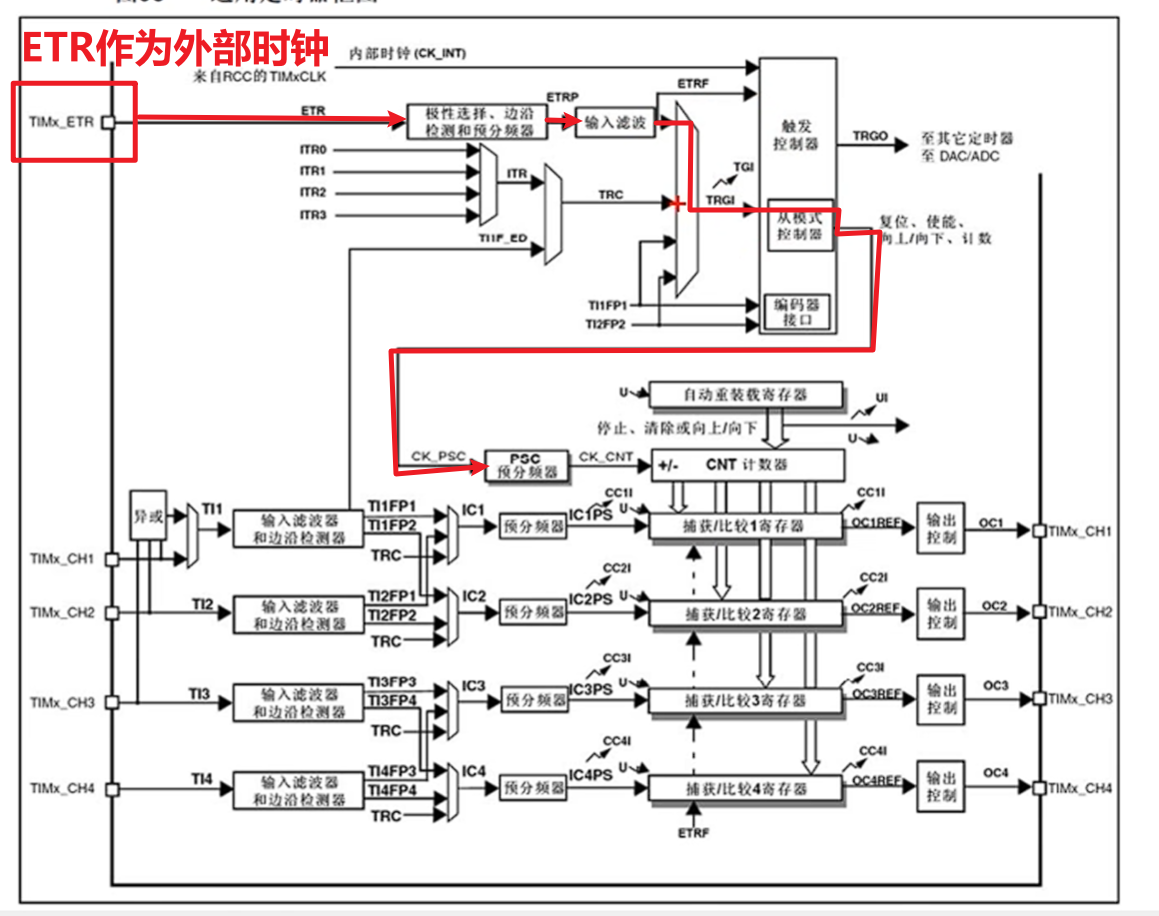 ETR作为外部时钟
内部时钟 (CK_INT)
来自RCC的TIMxCLK
TIMx_ETR
ETR
极性选择、边沿
检测和预分频器
ETRP
输入滤波
ETRF
触发
控制器
TRGO
至其它定时器
至 DAC/ADC
ITR0
ITR1
ITR2
ITR3
ITR
TRC
TI1F_ED
TGI
TRGI
从模式
控制器
复位、使能、
向上/向下、计数
TI1FP1
TI2FP2
编码器
接口
U
自动重装载寄存器
UI
停止、清除或向上/向下
U
CK_PSC
PSC
预分频器
CK_CNT
+/-
CNT 计数器
异或
TI1
输入滤波器
和边沿检测器
TI1FP1
TI1FP2
TRC
IC1
预分频器
CC1I
IC1PS
U
捕获/比较1寄存器
CC1I
OC1REF
输出
控制
OC1
TIMx_CH1
TIMx_CH1
TIMx_CH2
TI2
输入滤波器
和边沿检测器
TI2FP1
TI2FP2
TRC
IC2
预分频器
CC2I
IC2PS
U
捕获/比较2寄存器
CC2I
OC2REF
输出
控制
OC2
TIMx_CH2
TIMx_CH3
TI3
输入滤波器
和边沿检测器
TI3FP3
TI3FP4
TRC
IC3
预分频器
CC3I
IC3PS
U
捕获/比较3寄存器
CC3I
OC3REF
输出
控制
OC3
TIMx_CH3
TIMx_CH4
TI4
输入滤波器
和边沿检测器
TI4FP3
TI4FP4
TRC
IC4
预分频器
CC4I
IC4PS
U
捕获/比较4寄存器
CC4I
OC4REF
输出
控制
OC4
TIMx_CH4
ETRF